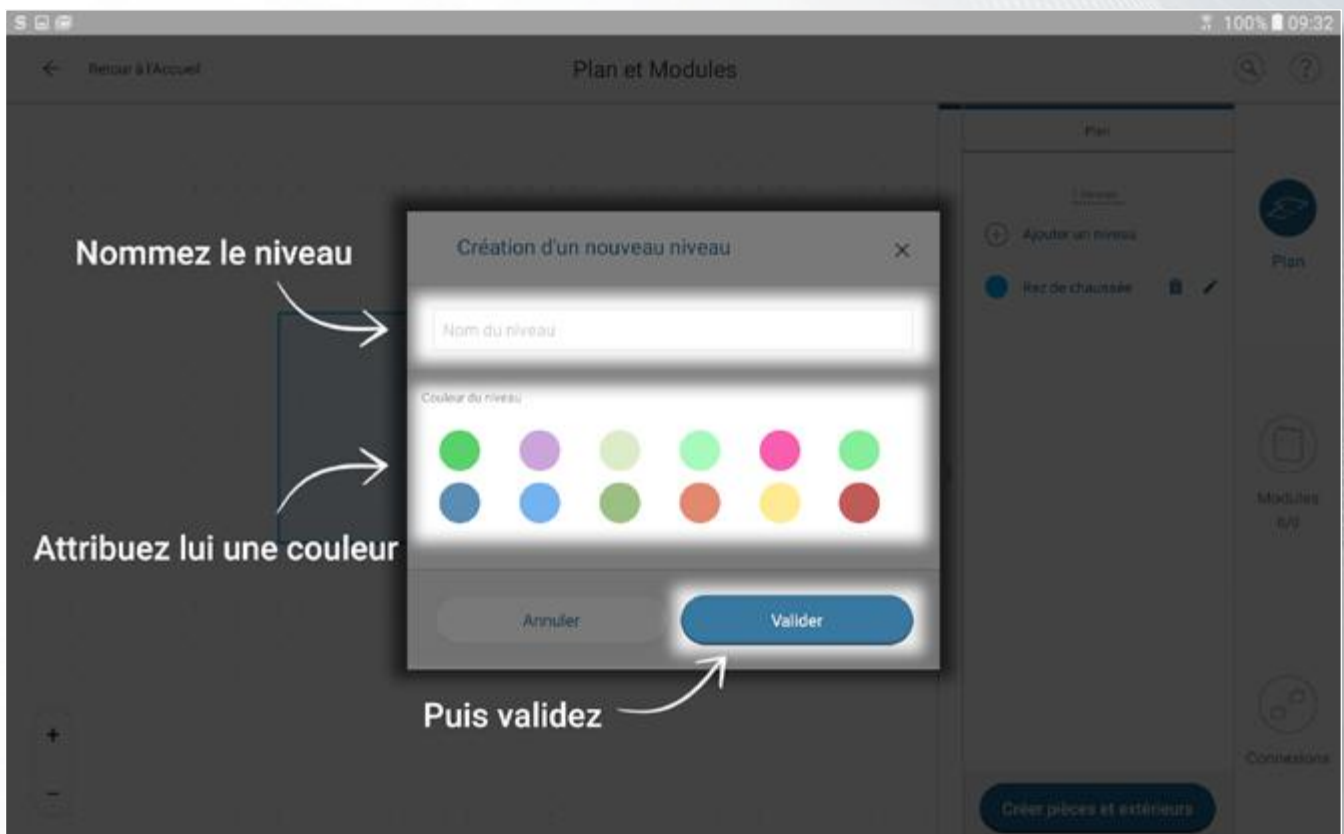 100% 09:32
Retour à l'Accueil
Plan et Modules
Plan
Ajouter un niveau
Rez de chaussée
Plan
Nommez le niveau
Création d'un nouveau niveau
Nom du niveau
Couleur du niveau
Attribuez lui une couleur
Annuler
Valider
Puis validez
Modules
0/0
Connexions
Créer pièces et extérieurs